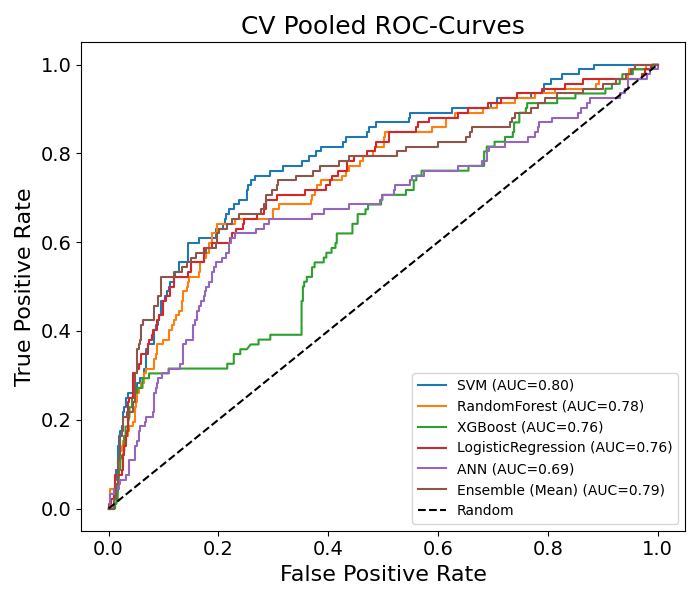 CV Pooled ROC-Curves
True Positive Rate
1.0
0.8
0.6
0.4
0.2
0.0
SVM (AUC=0.80)
RandomForest (AUC=0.78)
XGBoost (AUC=0.76)
LogisticRegression (AUC=0.76)
ANN (AUC=0.69)
Ensemble (Mean) (AUC=0.79)
Random
0.0 0.2 0.4 0.6 0.8 1.0
False Positive Rate